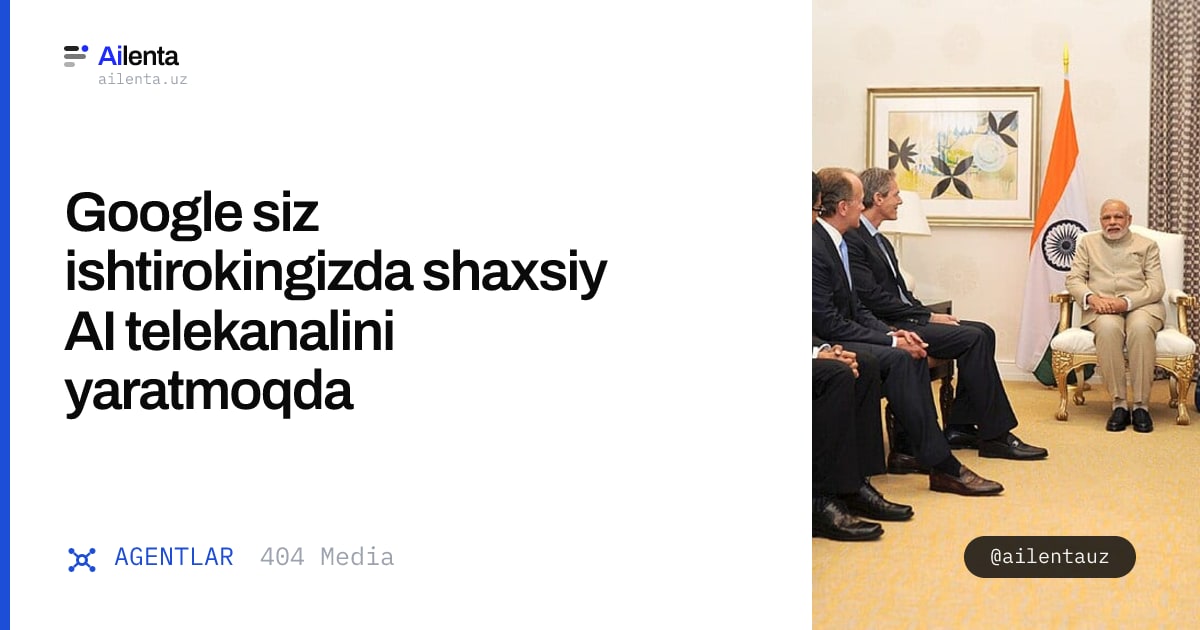 Ailenta
ailenta.uz
Google siz
ishtirokingizda shaxsiy
AI telekanalini
yaratmoqda
AGENTLAR 404 Media
@ailentauz